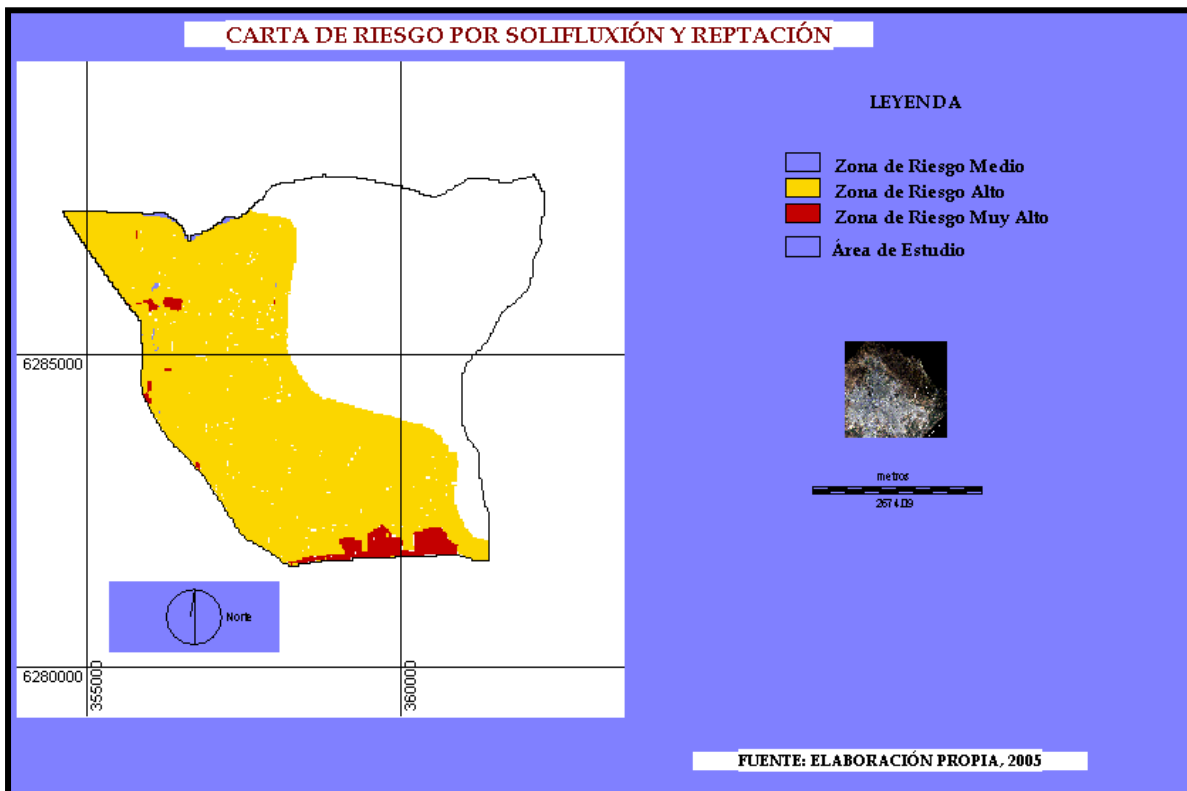 CARTA DE RIESGO POR SOLIFLUXIÓN Y REPTACIÓN
LEYENDA
Zona de Riesgo Medio
Zona de Riesgo Alto
Zona de Riesgo Muy Alto
Área de Estudio
6285000
metros
2674.09
Norte
6280000
355000
360000
FUENTE: ELABORACIÓN PROPIA, 2005